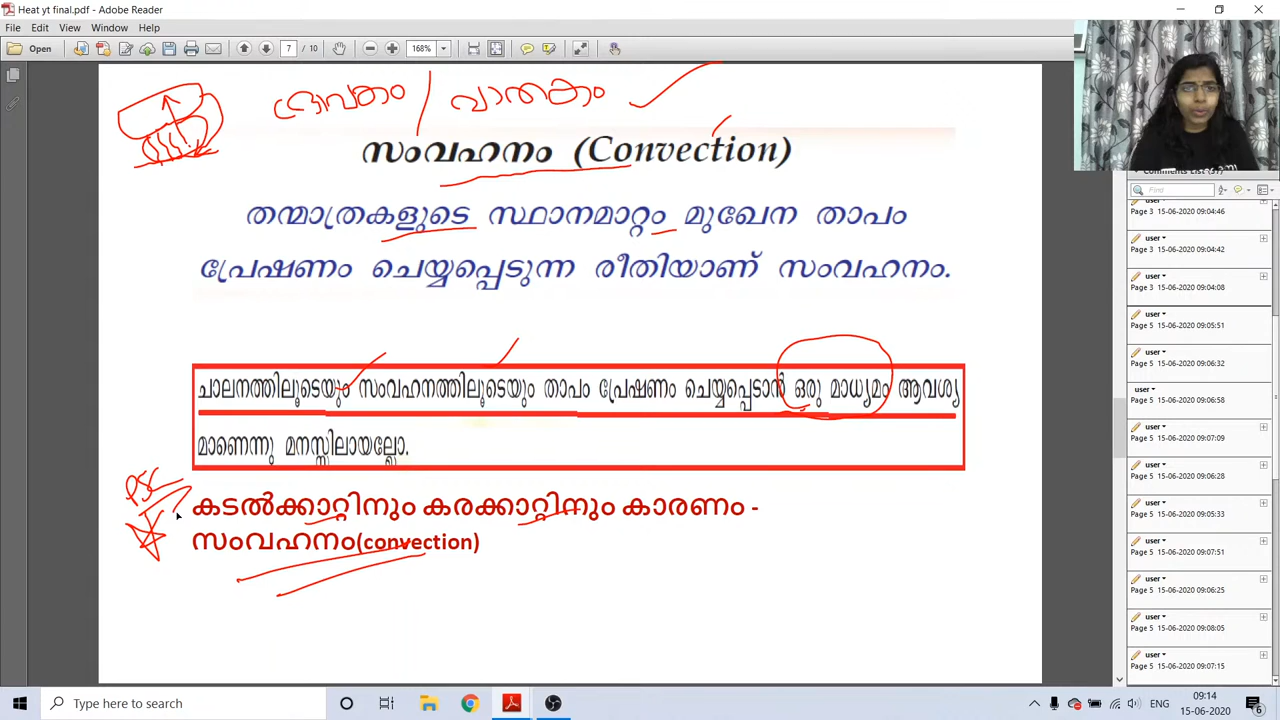 Heat yt final.pdf - Adobe Reader
File Edit View Window Help
Open 7 / 10 168%
ദ്രവകം / വാതകം
സംവഹനം (Convection)
തന്മാത്രകളുടെ സ്ഥാനമാറ്റം മുഖേന താപം
പ്രേഷണം ചെയ്യപ്പെടുന്ന രീതിയാണ് സംവഹനം.
ചാലനത്തിലൂടെയും സംവഹനത്തിലൂടെയും താപം പ്രേഷണം ചെയ്യപ്പെടാൻ ഒരു മാധ്യമം ആവശ്യ
മാണെന്നു മനസ്സിലായല്ലോ.
PSC
കടൽക്കാറ്റിനും കരക്കാറ്റിനും കാരണം -
സംവഹനം(convection)
Comments List (37)
Find
Page 3 15-06-2020 09:04:46
user
Page 3 15-06-2020 09:04:42
user
Page 3 15-06-2020 09:04:08
user
Page 5 15-06-2020 09:05:51
user
Page 5 15-06-2020 09:06:32
user
Page 5 15-06-2020 09:06:58
user
Page 5 15-06-2020 09:07:09
user
Page 5 15-06-2020 09:06:28
user
Page 5 15-06-2020 09:05:33
user
Page 5 15-06-2020 09:07:51
user
Page 5 15-06-2020 09:06:25
user
Page 5 15-06-2020 09:08:05
user
Page 5 15-06-2020 09:07:15
Type here to search
ENG
09:14
15-06-2020
6